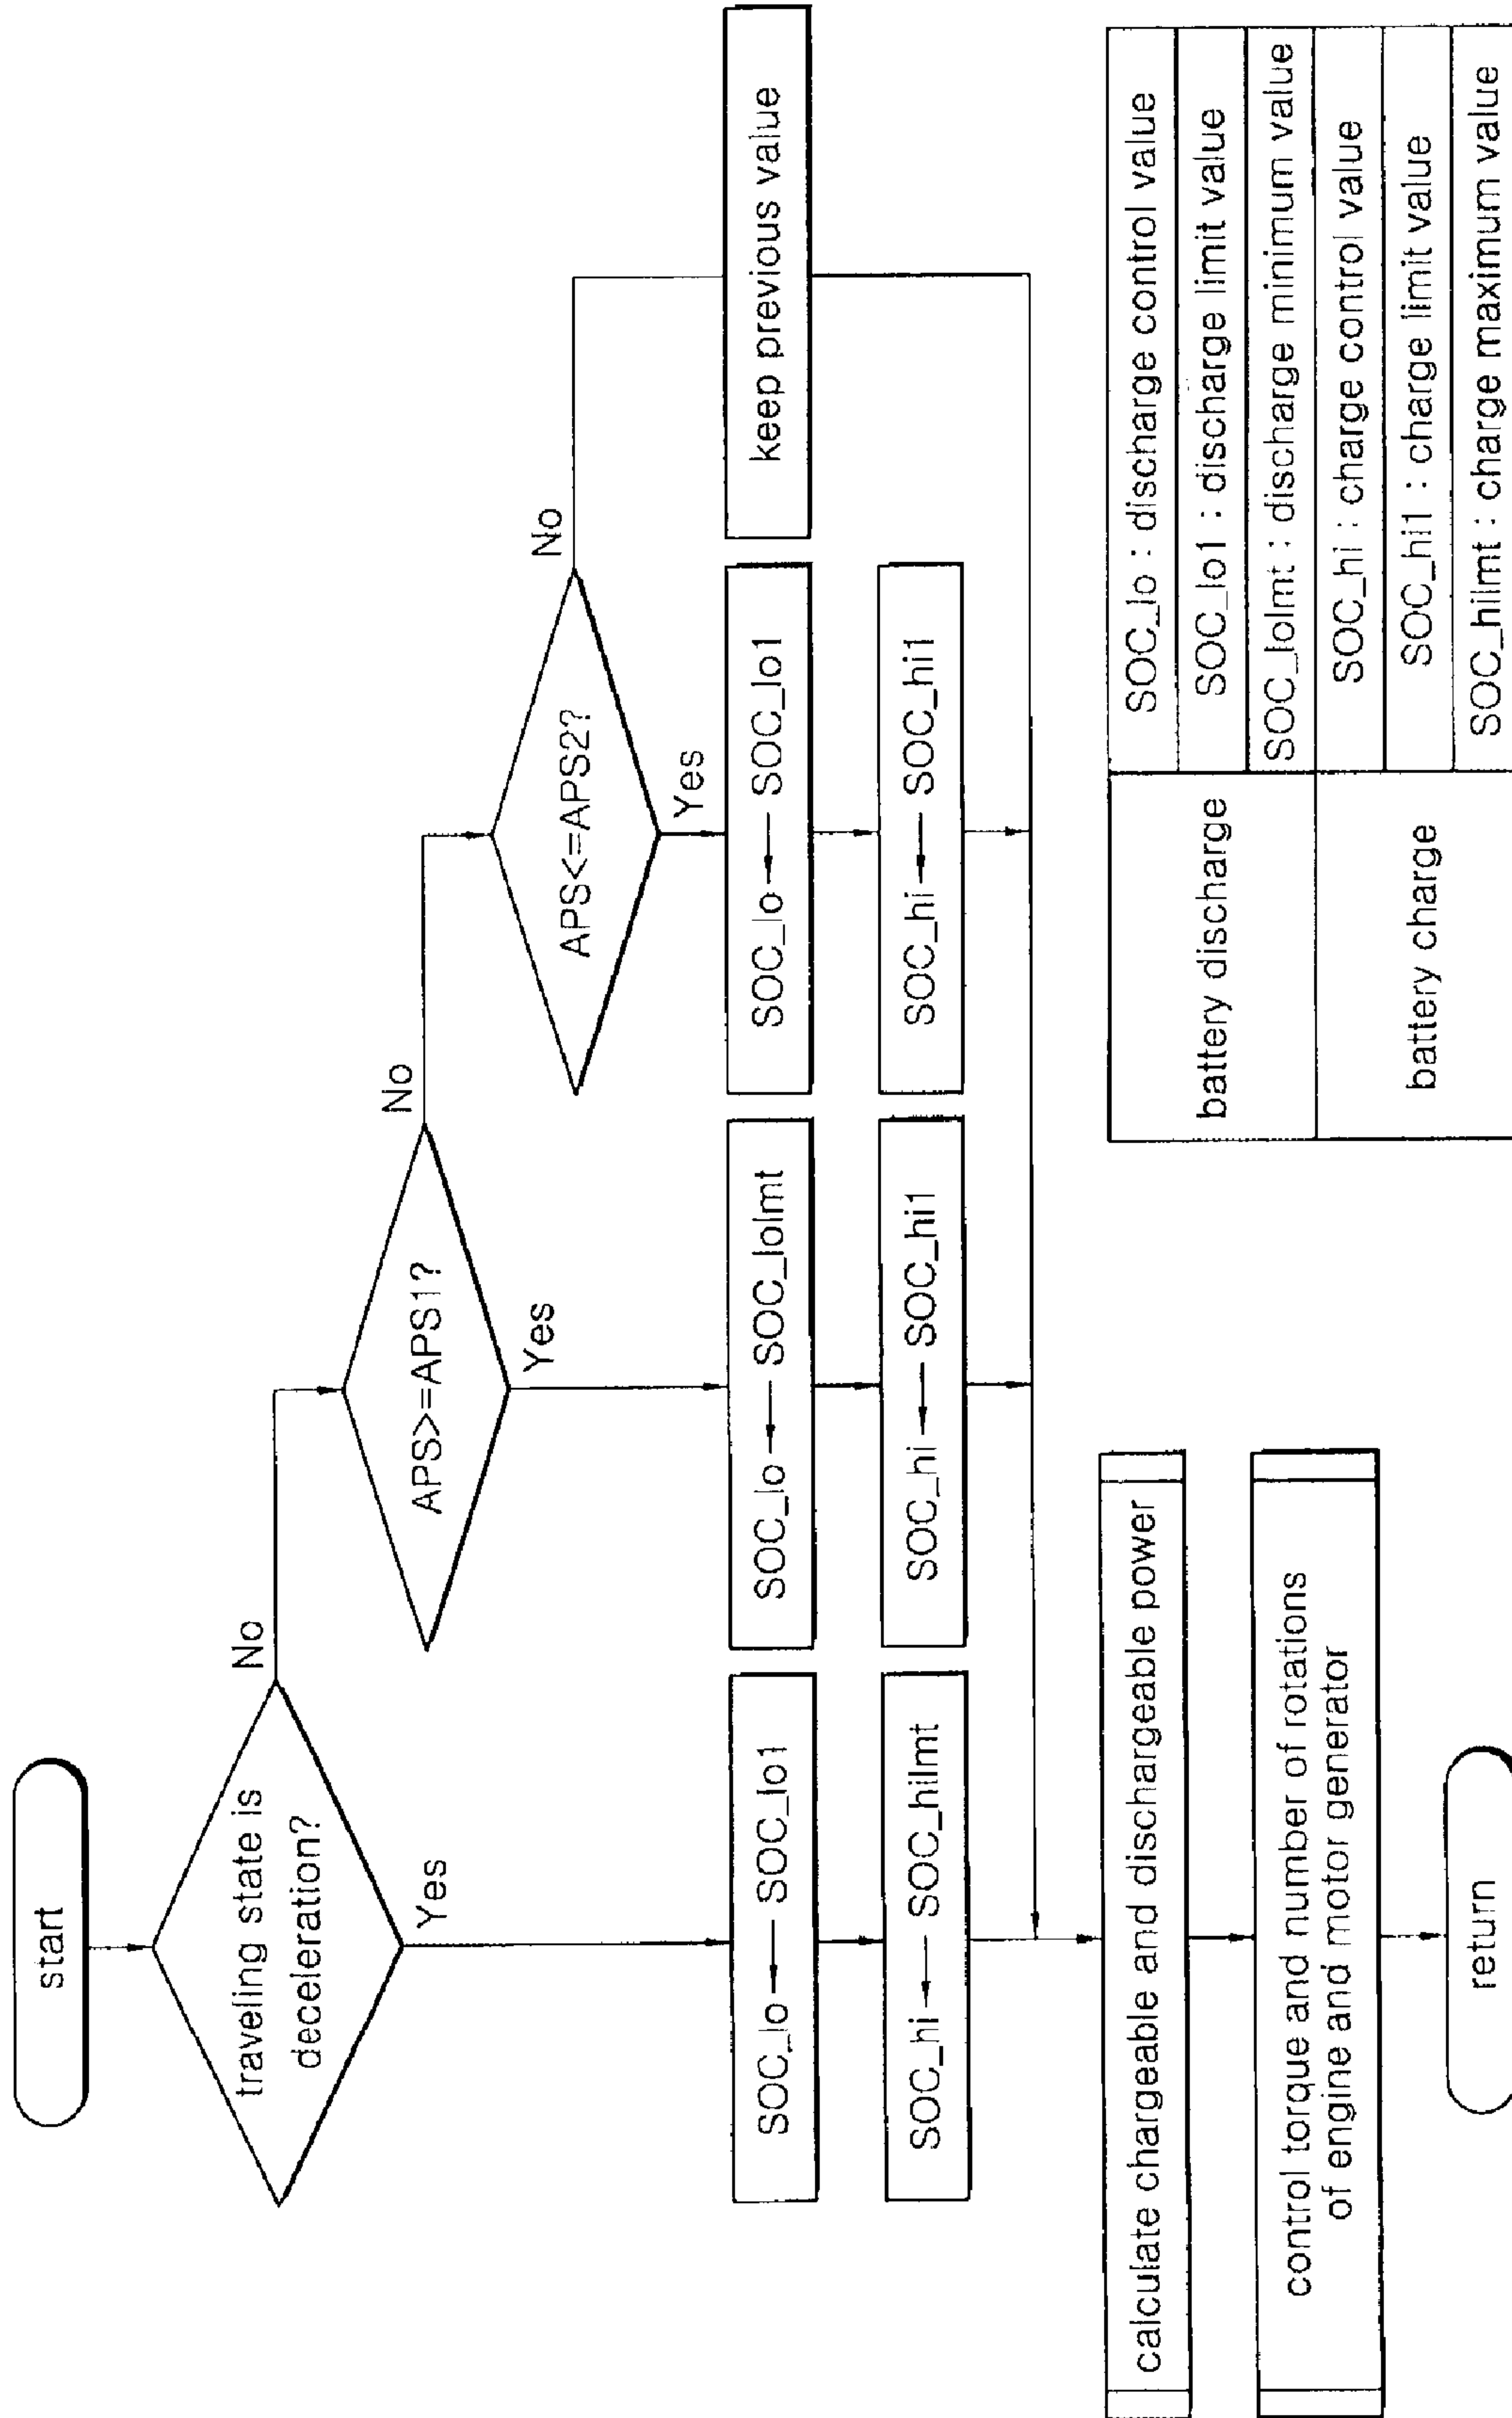 start
traveling state is
deceleration?
No
Yes
APS>=APS1?
No
Yes
APS<=APS2?
No
Yes
SOC_lo ← SOC_lo1
SOC_hi ← SOC_hilmt
SOC_lo ← SOC_lolmt
SOC_hi ← SOC_hi1
SOC_lo ← SOC_lo1
SOC_hi ← SOC_hi1
keep previous value
calculate chargeable and dischargeable power
control torque and number of rotations
of engine and motor generator
return
battery discharge
SOC_lo : discharge control value
SOC_lo1 : discharge limit value
SOC_lolmt : discharge minimum value
battery charge
SOC_hi : charge control value
SOC_hi1 : charge limit value
SOC_hilmt : charge maximum value